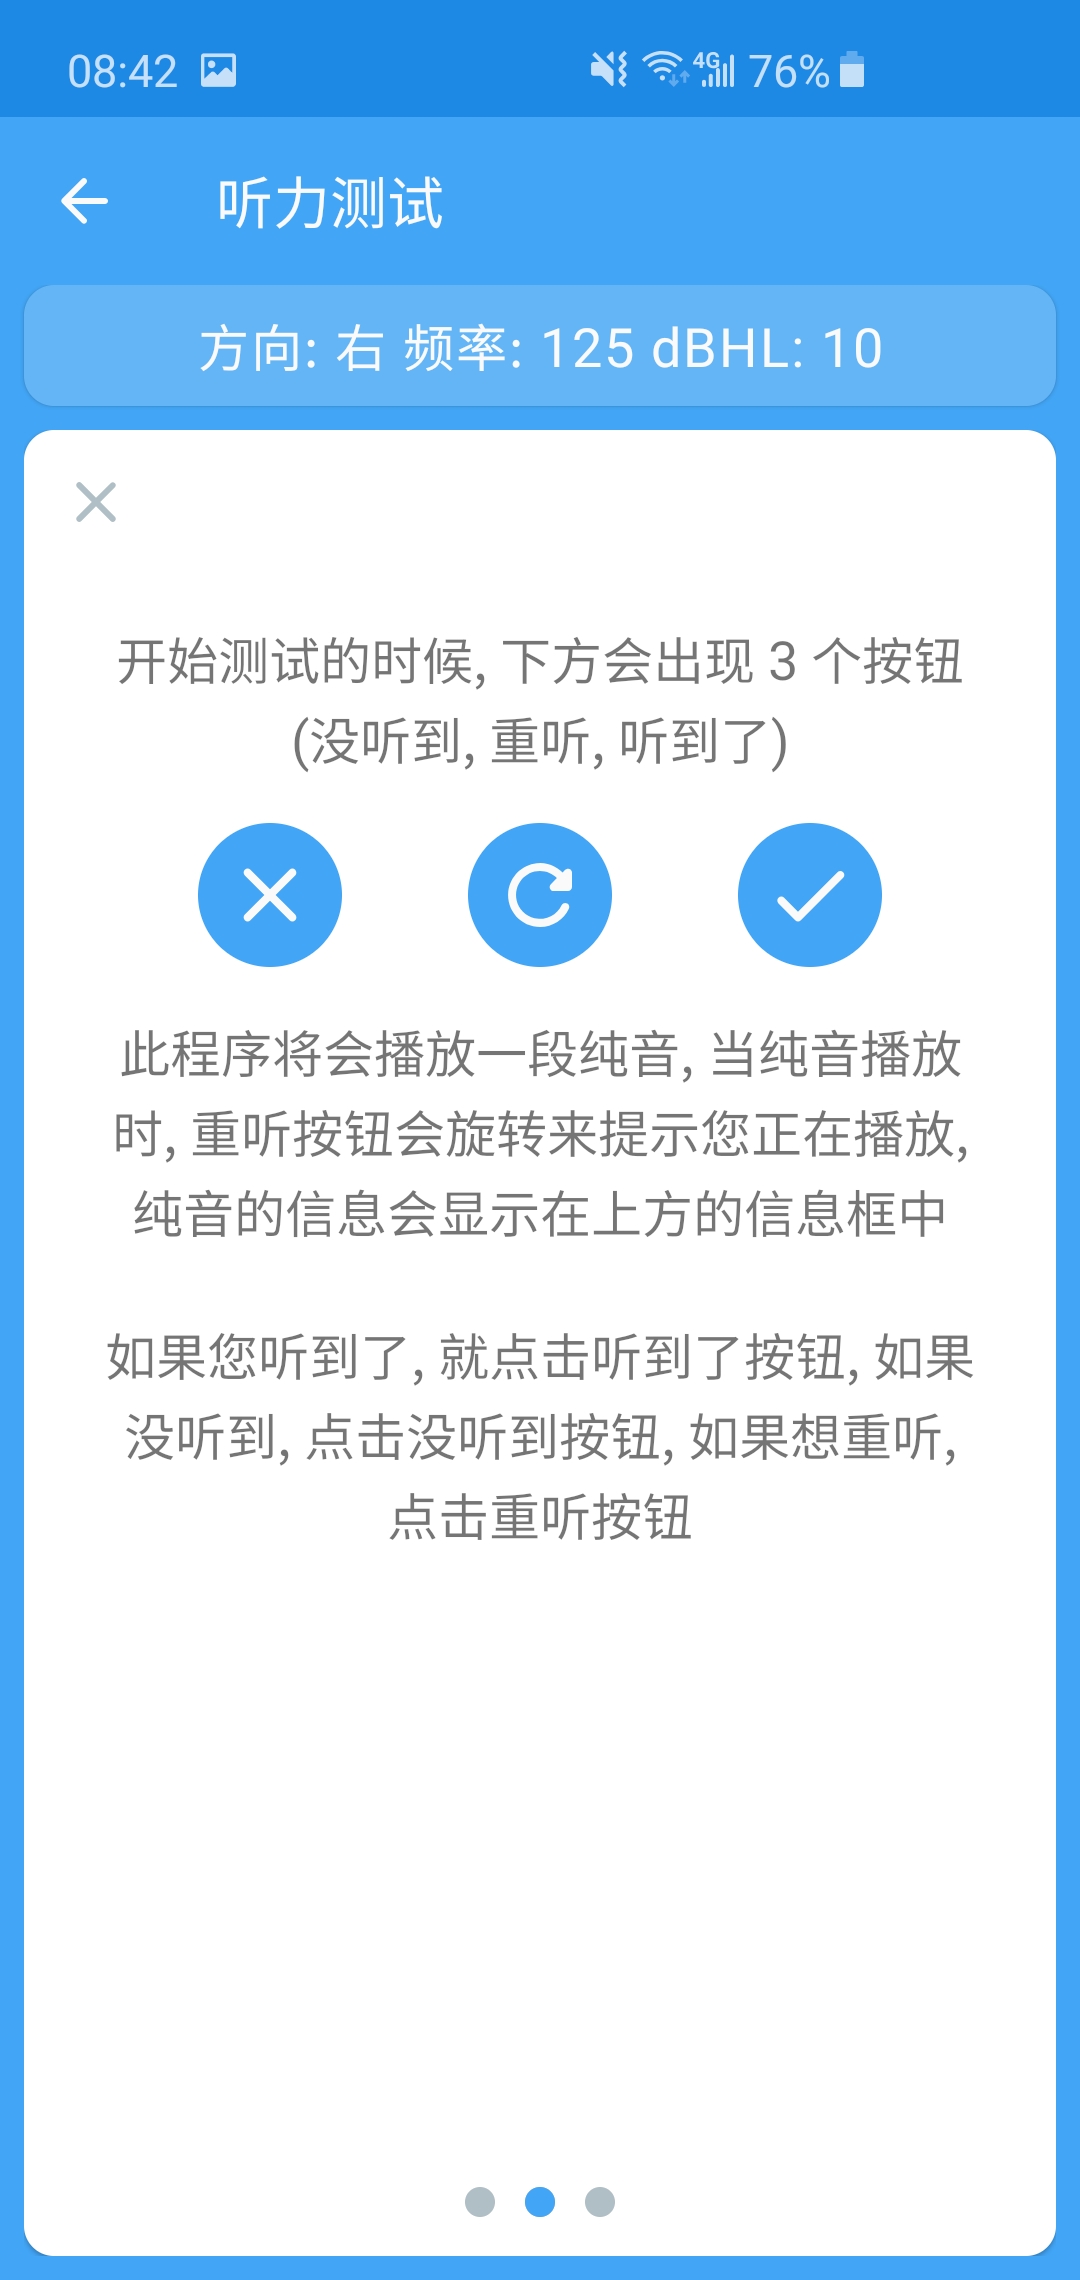 08:42 4G 76%
听力测试
方向: 右 频率: 125 dBHL: 10
开始测试的时候, 下方会出现 3 个按钮
(没听到, 重听, 听到了)
此程序将会播放一段纯音, 当纯音播放
时, 重听按钮会旋转来提示您正在播放,
纯音的信息会显示在上方的信息框中
如果您听到了, 就点击听到了按钮, 如果
没听到, 点击没听到按钮, 如果想重听,
点击重听按钮